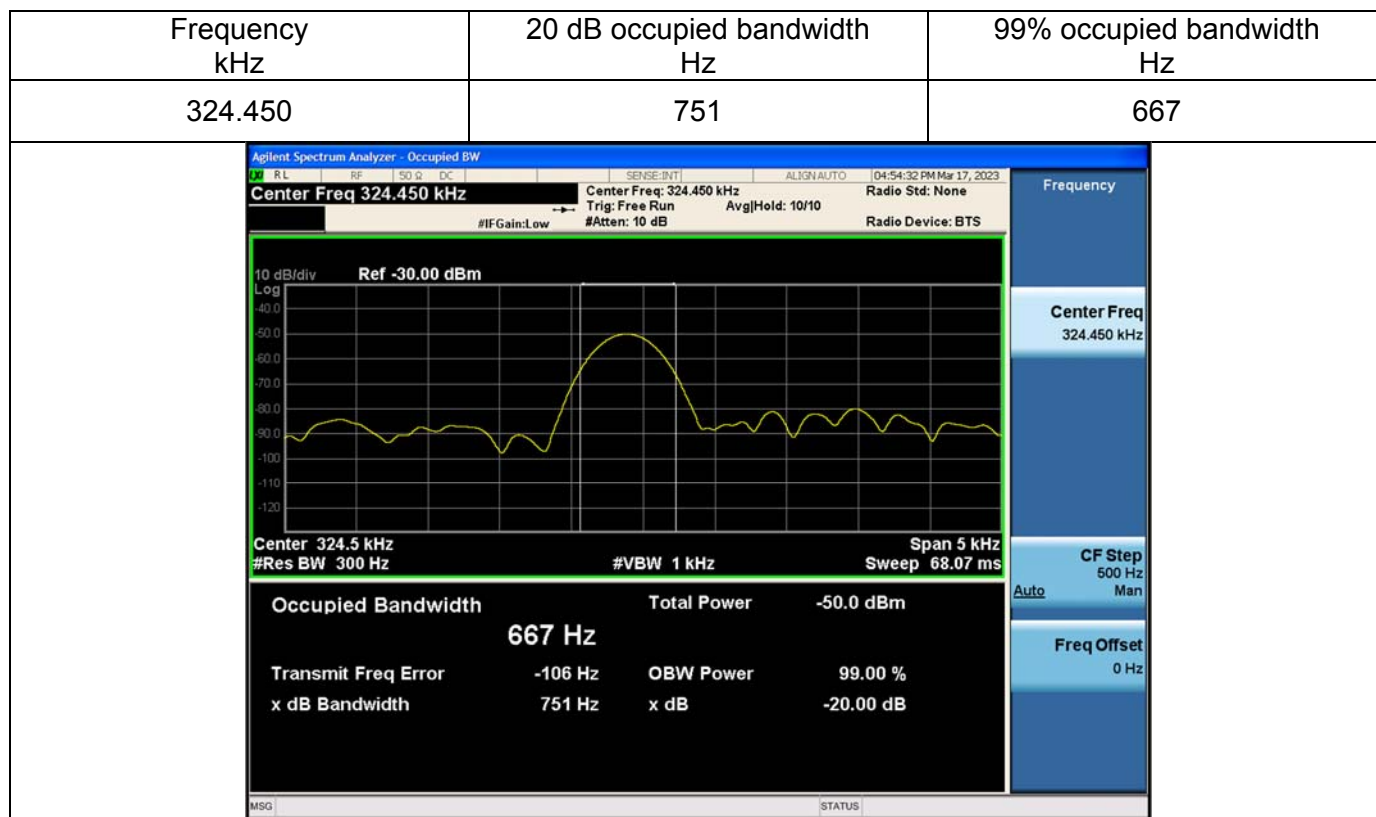 Frequency
kHz
20 dB occupied bandwidth
Hz
99% occupied bandwidth
Hz
324.450
751
667
Agilent Spectrum Analyzer - Occupied BW
LXI RL RF 50 Ω DC SENSE:INT ALIGN AUTO 04:54:32 PM Mar 17, 2023
Center Freq 324.450 kHz
Center Freq: 324.450 kHz
Radio Std: None
Trig: Free Run
Avg|Hold: 10/10
#IFGain:Low
#Atten: 10 dB
Radio Device: BTS
Frequency
10 dB/div
Ref -30.00 dBm
Log
-40.0
-50.0
-60.0
-70.0
-80.0
-90.0
-100
-110
-120
Center 324.5 kHz
Span 5 kHz
#Res BW 300 Hz
#VBW 1 kHz
Sweep 68.07 ms
Center Freq
324.450 kHz
CF Step
500 Hz
Auto Man
Freq Offset
0 Hz
Occupied Bandwidth
Total Power -50.0 dBm
667 Hz
Transmit Freq Error -106 Hz OBW Power 99.00 %
x dB Bandwidth 751 Hz x dB -20.00 dB
MSG
STATUS